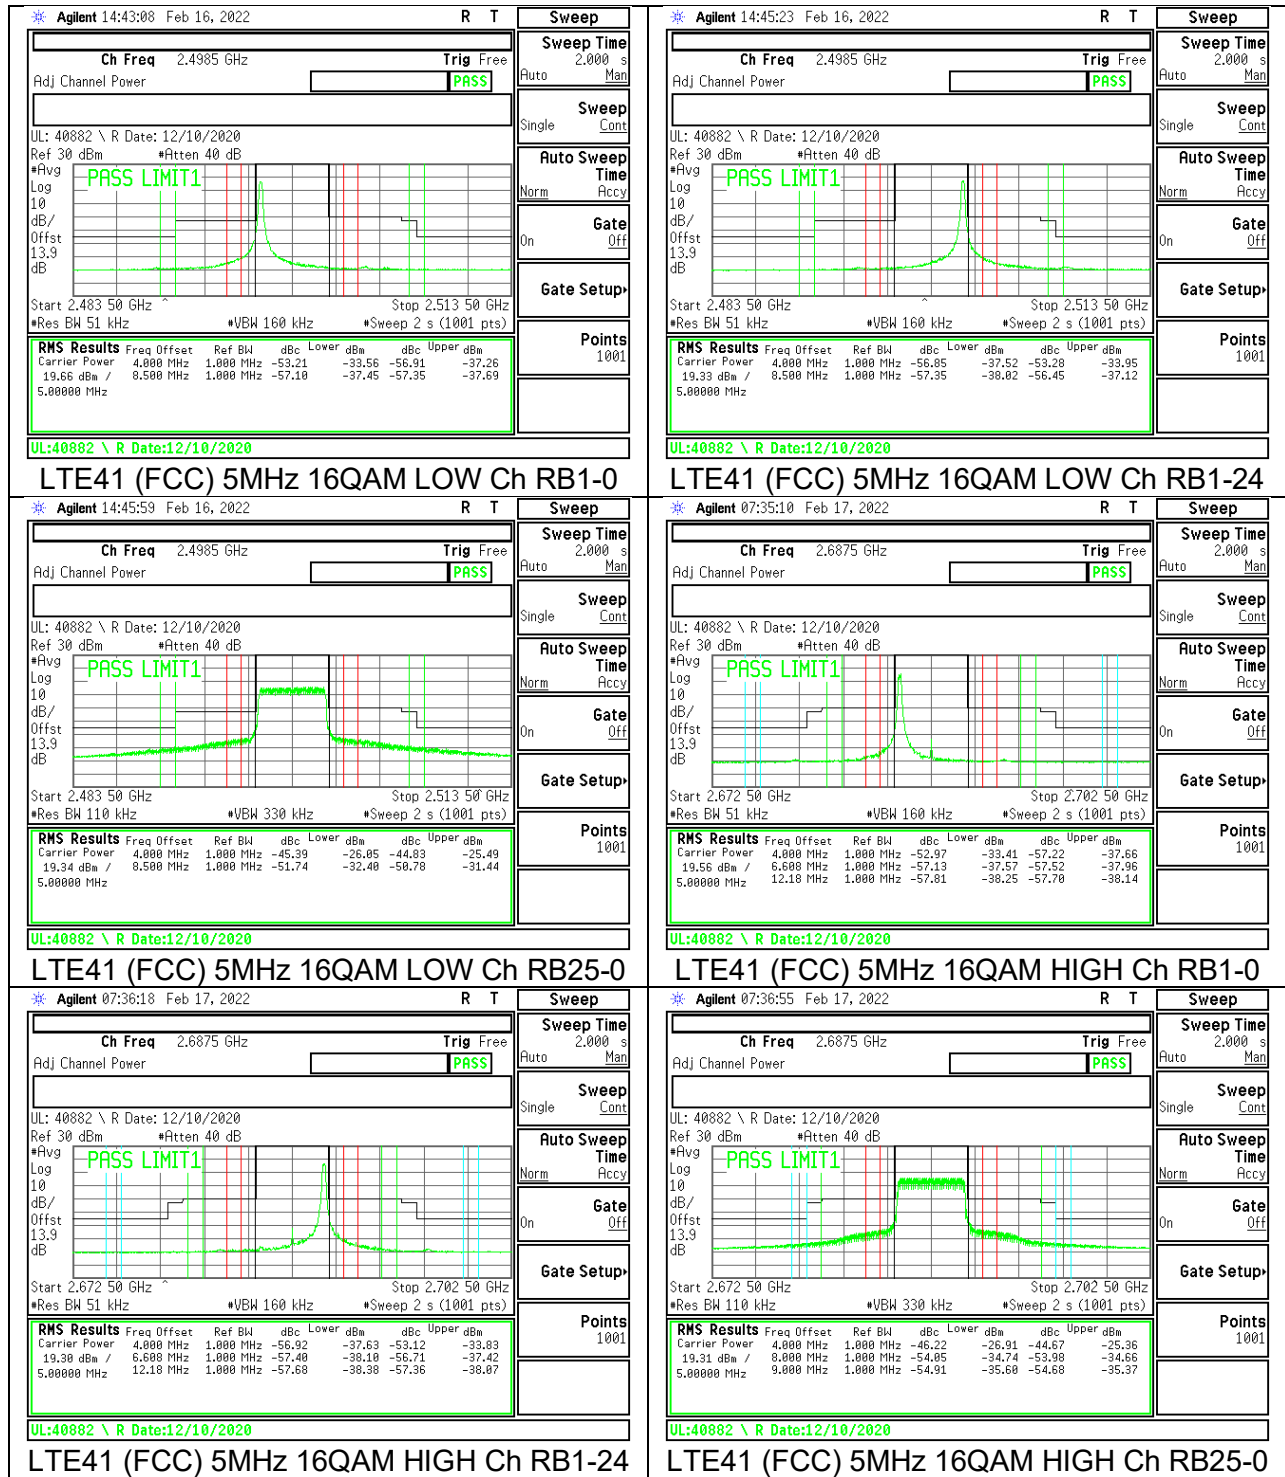 Agilent 14:43:08 Feb 16, 2022 R T Sweep
Ch Freq 2.4985 GHz Trig Free
Adj Channel Power PASS
Sweep Time
2.000 s
Auto Man
Sweep
Single Cont
Auto Sweep
Time
Norm Accy
Gate
On Off
Gate Setup
Points
1001
UL: 40882 \ R Date: 12/10/2020
Ref 30 dBm #Atten 40 dB
#Avg
Log
10
dB/
Offst
13.9
dB
PASS LIMIT1
Start 2.483 50 GHz Stop 2.513 50 GHz
#Res BW 51 kHz #VBW 160 kHz #Sweep 2 s (1001 pts)
RMS Results Freq Offset Ref BW dBc Lower dBm dBc Upper dBm
Carrier Power 4.000 MHz 1.000 MHz -53.21 -33.56 -56.91 -37.26
19.66 dBm / 8.500 MHz 1.000 MHz -57.10 -37.45 -57.35 -37.69
5.00000 MHz
UL:40882 \ R Date:12/10/2020
LTE41 (FCC) 5MHz 16QAM LOW Ch RB1-0
Agilent 14:45:23 Feb 16, 2022 R T Sweep
Ch Freq 2.4985 GHz Trig Free
Adj Channel Power PASS
Sweep Time
2.000 s
Auto Man
Sweep
Single Cont
Auto Sweep
Time
Norm Accy
Gate
On Off
Gate Setup
Points
1001
UL: 40882 \ R Date: 12/10/2020
Ref 30 dBm #Atten 40 dB
#Avg
Log
10
dB/
Offst
13.9
dB
PASS LIMIT1
Start 2.483 50 GHz Stop 2.513 50 GHz
#Res BW 51 kHz #VBW 160 kHz #Sweep 2 s (1001 pts)
RMS Results Freq Offset Ref BW dBc Lower dBm dBc Upper dBm
Carrier Power 4.000 MHz 1.000 MHz -56.85 -37.52 -53.28 -33.95
19.33 dBm / 8.500 MHz 1.000 MHz -57.35 -38.02 -56.45 -37.12
5.00000 MHz
UL:40882 \ R Date:12/10/2020
LTE41 (FCC) 5MHz 16QAM LOW Ch RB1-24
Agilent 14:45:59 Feb 16, 2022 R T Sweep
Ch Freq 2.4985 GHz Trig Free
Adj Channel Power PASS
Sweep Time
2.000 s
Auto Man
Sweep
Single Cont
Auto Sweep
Time
Norm Accy
Gate
On Off
Gate Setup
Points
1001
UL: 40882 \ R Date: 12/10/2020
Ref 30 dBm #Atten 40 dB
#Avg
Log
10
dB/
Offst
13.9
dB
PASS LIMIT1
Start 2.483 50 GHz Stop 2.513 50 GHz
#Res BW 110 kHz #VBW 330 kHz #Sweep 2 s (1001 pts)
RMS Results Freq Offset Ref BW dBc Lower dBm dBc Upper dBm
Carrier Power 4.000 MHz 1.000 MHz -45.39 -26.05 -44.83 -25.49
19.34 dBm / 8.500 MHz 1.000 MHz -51.74 -32.40 -50.78 -31.44
5.00000 MHz
UL:40882 \ R Date:12/10/2020
LTE41 (FCC) 5MHz 16QAM LOW Ch RB25-0
Agilent 07:35:10 Feb 17, 2022 R T Sweep
Ch Freq 2.6875 GHz Trig Free
Adj Channel Power PASS
Sweep Time
2.000 s
Auto Man
Sweep
Single Cont
Auto Sweep
Time
Norm Accy
Gate
On Off
Gate Setup
Points
1001
UL: 40882 \ R Date: 12/10/2020
Ref 30 dBm #Atten 40 dB
#Avg
Log
10
dB/
Offst
13.9
dB
PASS LIMIT1
Start 2.672 50 GHz Stop 2.702 50 GHz
#Res BW 51 kHz #VBW 160 kHz #Sweep 2 s (1001 pts)
RMS Results Freq Offset Ref BW dBc Lower dBm dBc Upper dBm
Carrier Power 4.000 MHz 1.000 MHz -52.97 -33.41 -57.22 -37.66
19.56 dBm / 6.608 MHz 1.000 MHz -57.13 -37.57 -57.52 -37.96
5.00000 MHz 12.18 MHz 1.000 MHz -57.81 -38.25 -57.70 -38.14
UL:40882 \ R Date:12/10/2020
LTE41 (FCC) 5MHz 16QAM HIGH Ch RB1-0
Agilent 07:36:18 Feb 17, 2022 R T Sweep
Ch Freq 2.6875 GHz Trig Free
Adj Channel Power PASS
Sweep Time
2.000 s
Auto Man
Sweep
Single Cont
Auto Sweep
Time
Norm Accy
Gate
On Off
Gate Setup
Points
1001
UL: 40882 \ R Date: 12/10/2020
Ref 30 dBm #Atten 40 dB
#Avg
Log
10
dB/
Offst
13.9
dB
PASS LIMIT1
Start 2.672 50 GHz Stop 2.702 50 GHz
#Res BW 51 kHz #VBW 160 kHz #Sweep 2 s (1001 pts)
RMS Results Freq Offset Ref BW dBc Lower dBm dBc Upper dBm
Carrier Power 4.000 MHz 1.000 MHz -56.92 -37.63 -53.12 -33.83
19.30 dBm / 6.608 MHz 1.000 MHz -57.40 -38.10 -56.71 -37.42
5.00000 MHz 12.18 MHz 1.000 MHz -57.68 -38.38 -57.36 -38.07
UL:40882 \ R Date:12/10/2020
LTE41 (FCC) 5MHz 16QAM HIGH Ch RB1-24
Agilent 07:36:55 Feb 17, 2022 R T Sweep
Ch Freq 2.6875 GHz Trig Free
Adj Channel Power PASS
Sweep Time
2.000 s
Auto Man
Sweep
Single Cont
Auto Sweep
Time
Norm Accy
Gate
On Off
Gate Setup
Points
1001
UL: 40882 \ R Date: 12/10/2020
Ref 30 dBm #Atten 40 dB
#Avg
Log
10
dB/
Offst
13.9
dB
PASS LIMIT1
Start 2.672 50 GHz Stop 2.702 50 GHz
#Res BW 110 kHz #VBW 330 kHz #Sweep 2 s (1001 pts)
RMS Results Freq Offset Ref BW dBc Lower dBm dBc Upper dBm
Carrier Power 4.000 MHz 1.000 MHz -46.22 -26.91 -44.67 -25.36
19.31 dBm / 8.000 MHz 1.000 MHz -54.05 -34.74 -53.98 -34.66
5.00000 MHz 9.000 MHz 1.000 MHz -54.91 -35.60 -54.68 -35.37
UL:40882 \ R Date:12/10/2020
LTE41 (FCC) 5MHz 16QAM HIGH Ch RB25-0